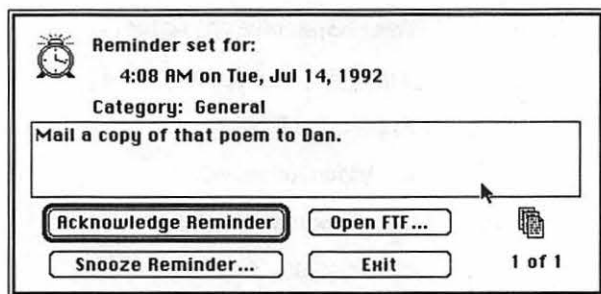 Reminder set for:
4:08 AM on Tue, Jul 14, 1992
Category: General
Mail a copy of that poem to Dan.
Acknowledge Reminder
Open FTF...
Snooze Reminder...
Exit
1 of 1